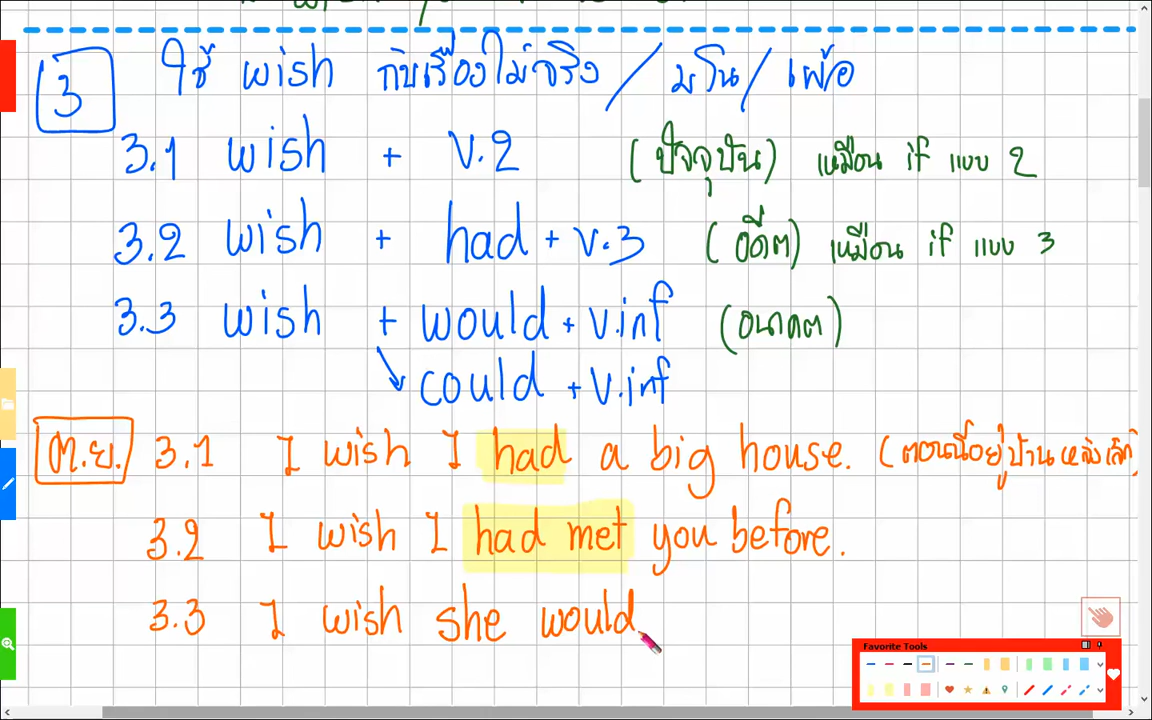 3 ใช้ wish กับเรื่องไม่จริง / มโน / เพ้อ
3.1 wish + v.2 (ปัจจุปัน) เหมือน if แบบ 2
3.2 wish + had + v.3 (อดีต) เหมือน if แบบ 3
3.3 wish + would + v.inf (อนาคต)
could + v.inf
ต.ย. 3.1 I wish I had a big house. (ตอนนี้อยู่บ้านหลังเล็ก)
3.2 I wish I had met you before.
3.3 I wish she would
Favorite Tools